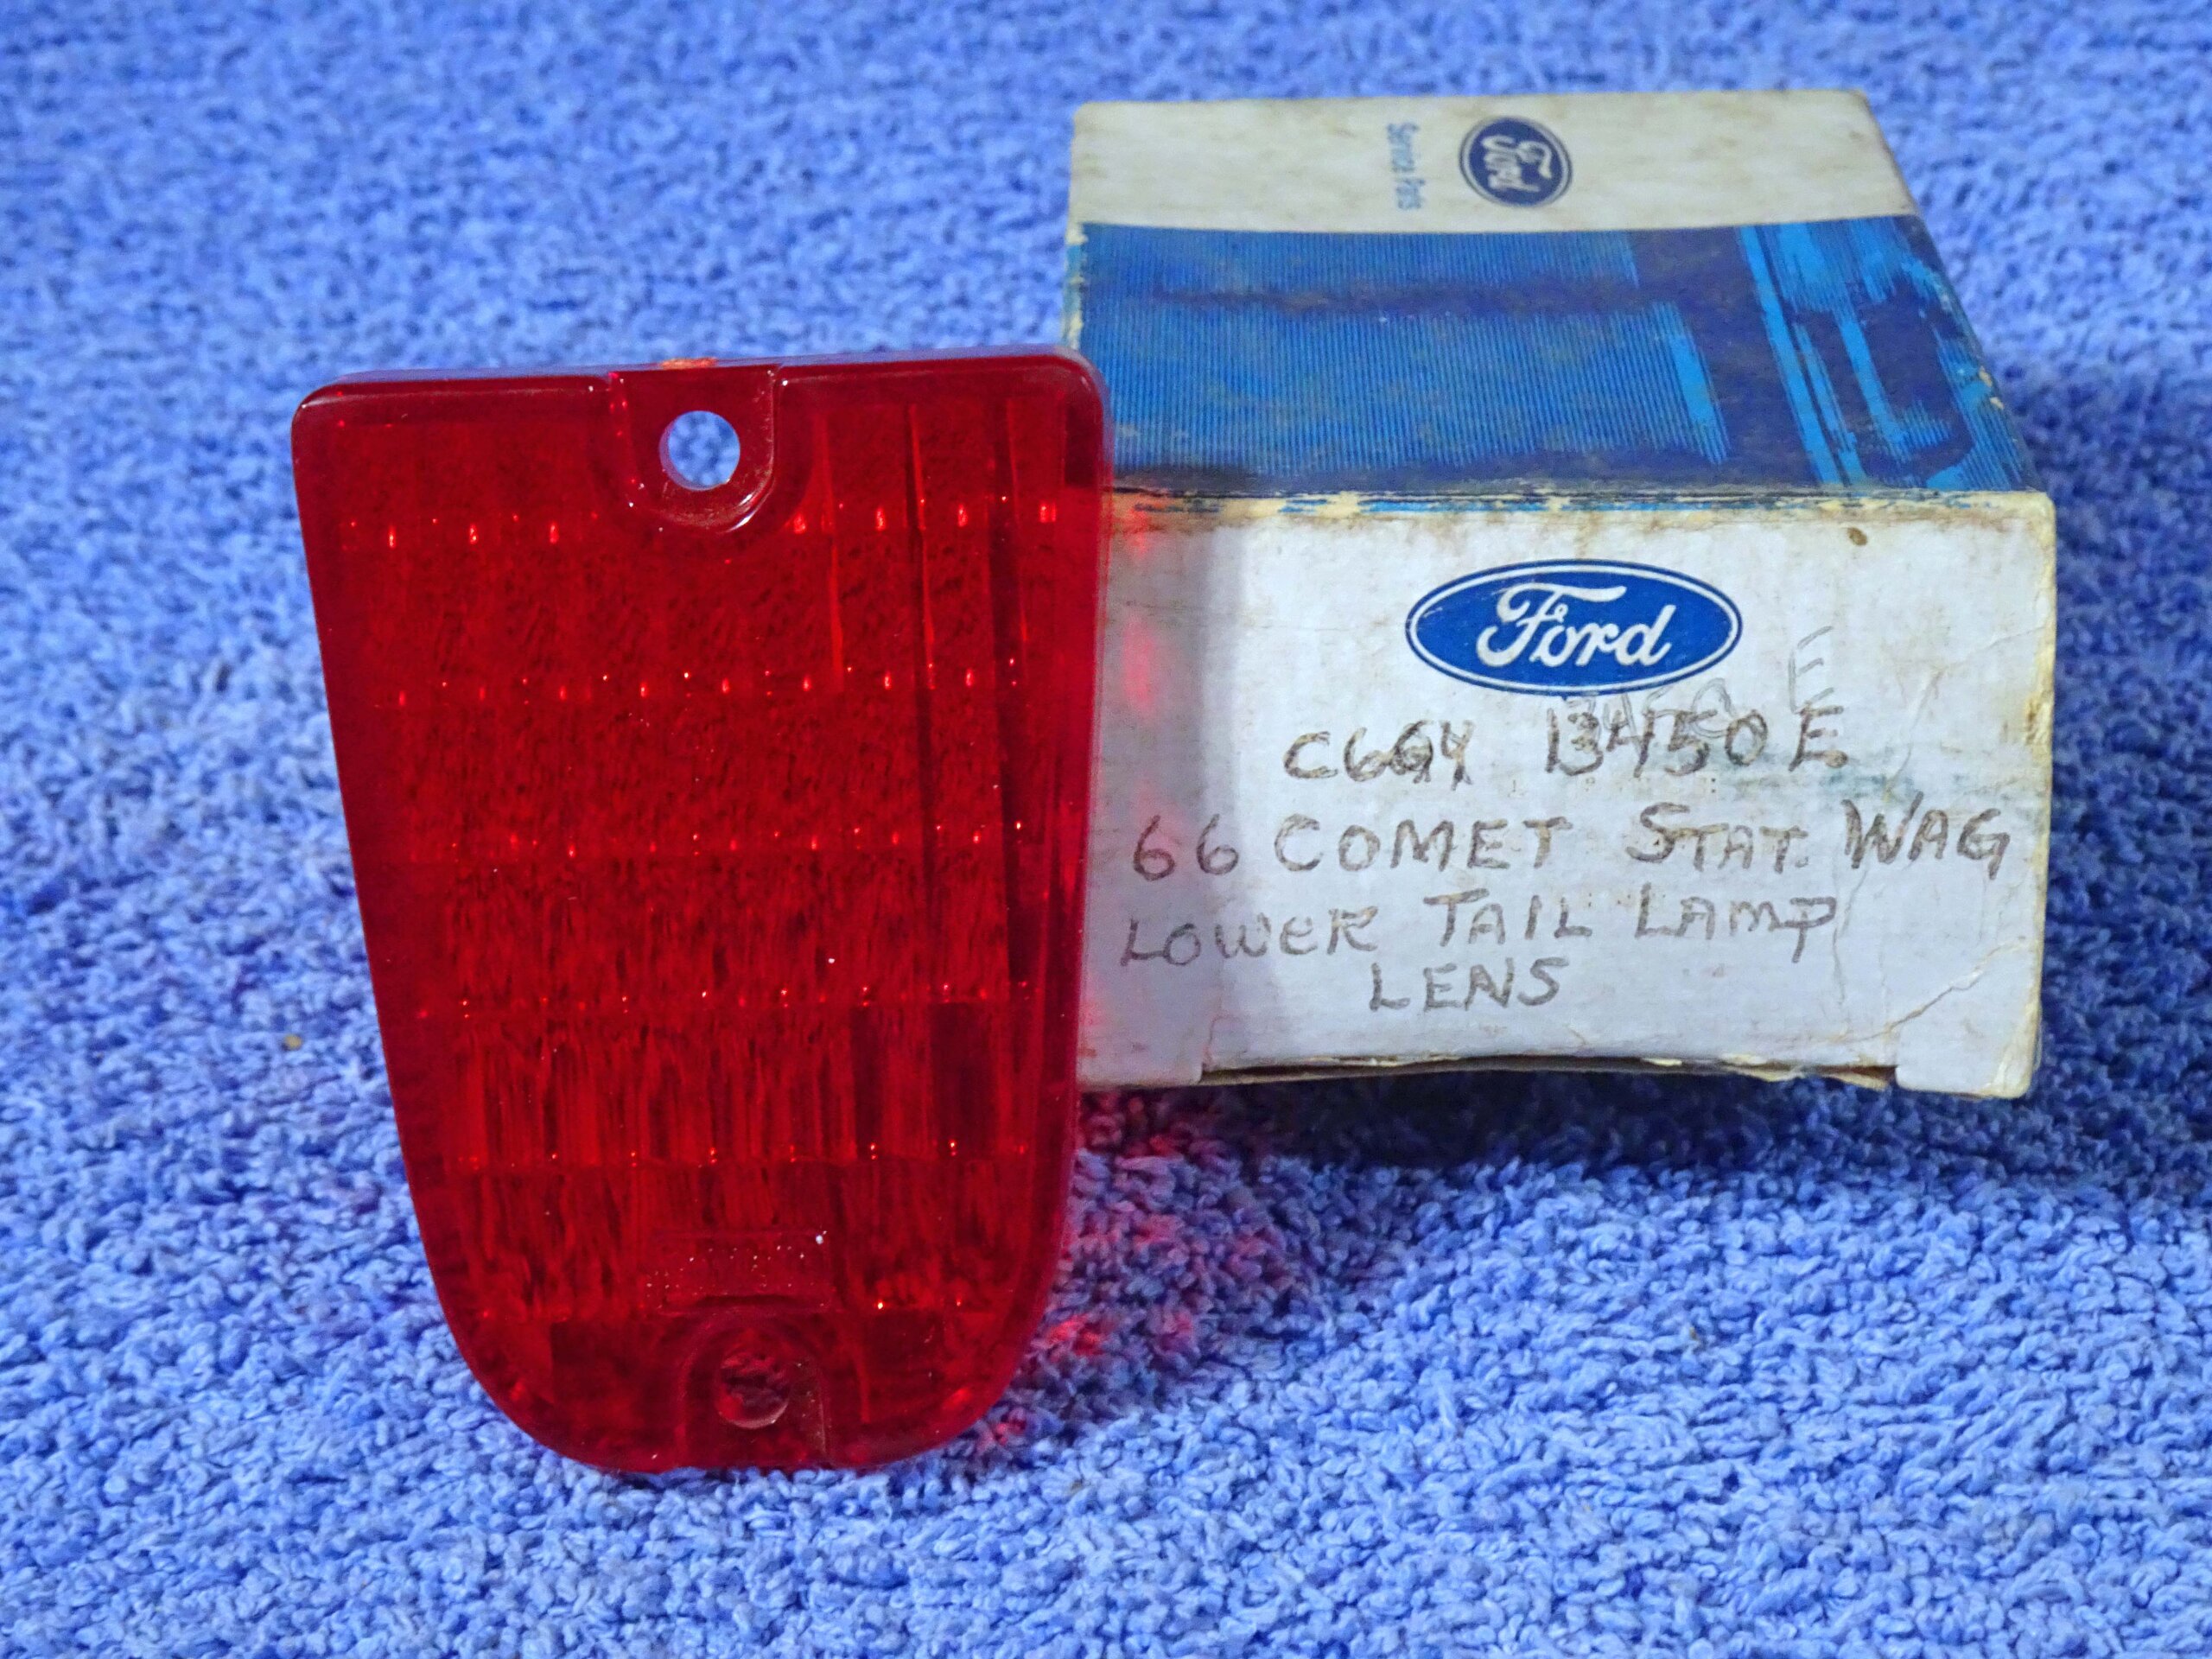 Ford
Service Parts
Ford
E
C6GY 13450 E
66 COMET STAT. WAG
LOWER TAIL LAMP
LENS